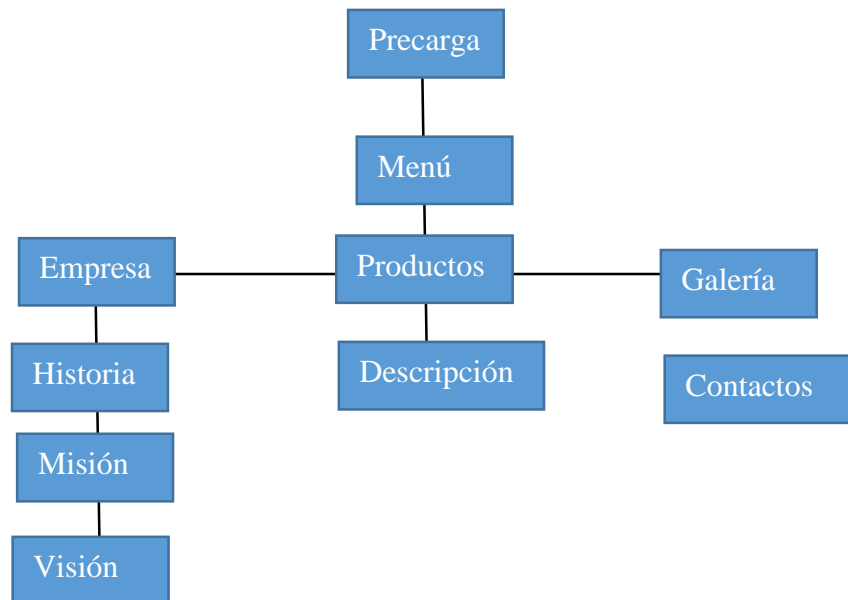 Precarga
Menú
Empresa
Productos
Galería
Historia
Descripción
Contactos
Misión
Visión